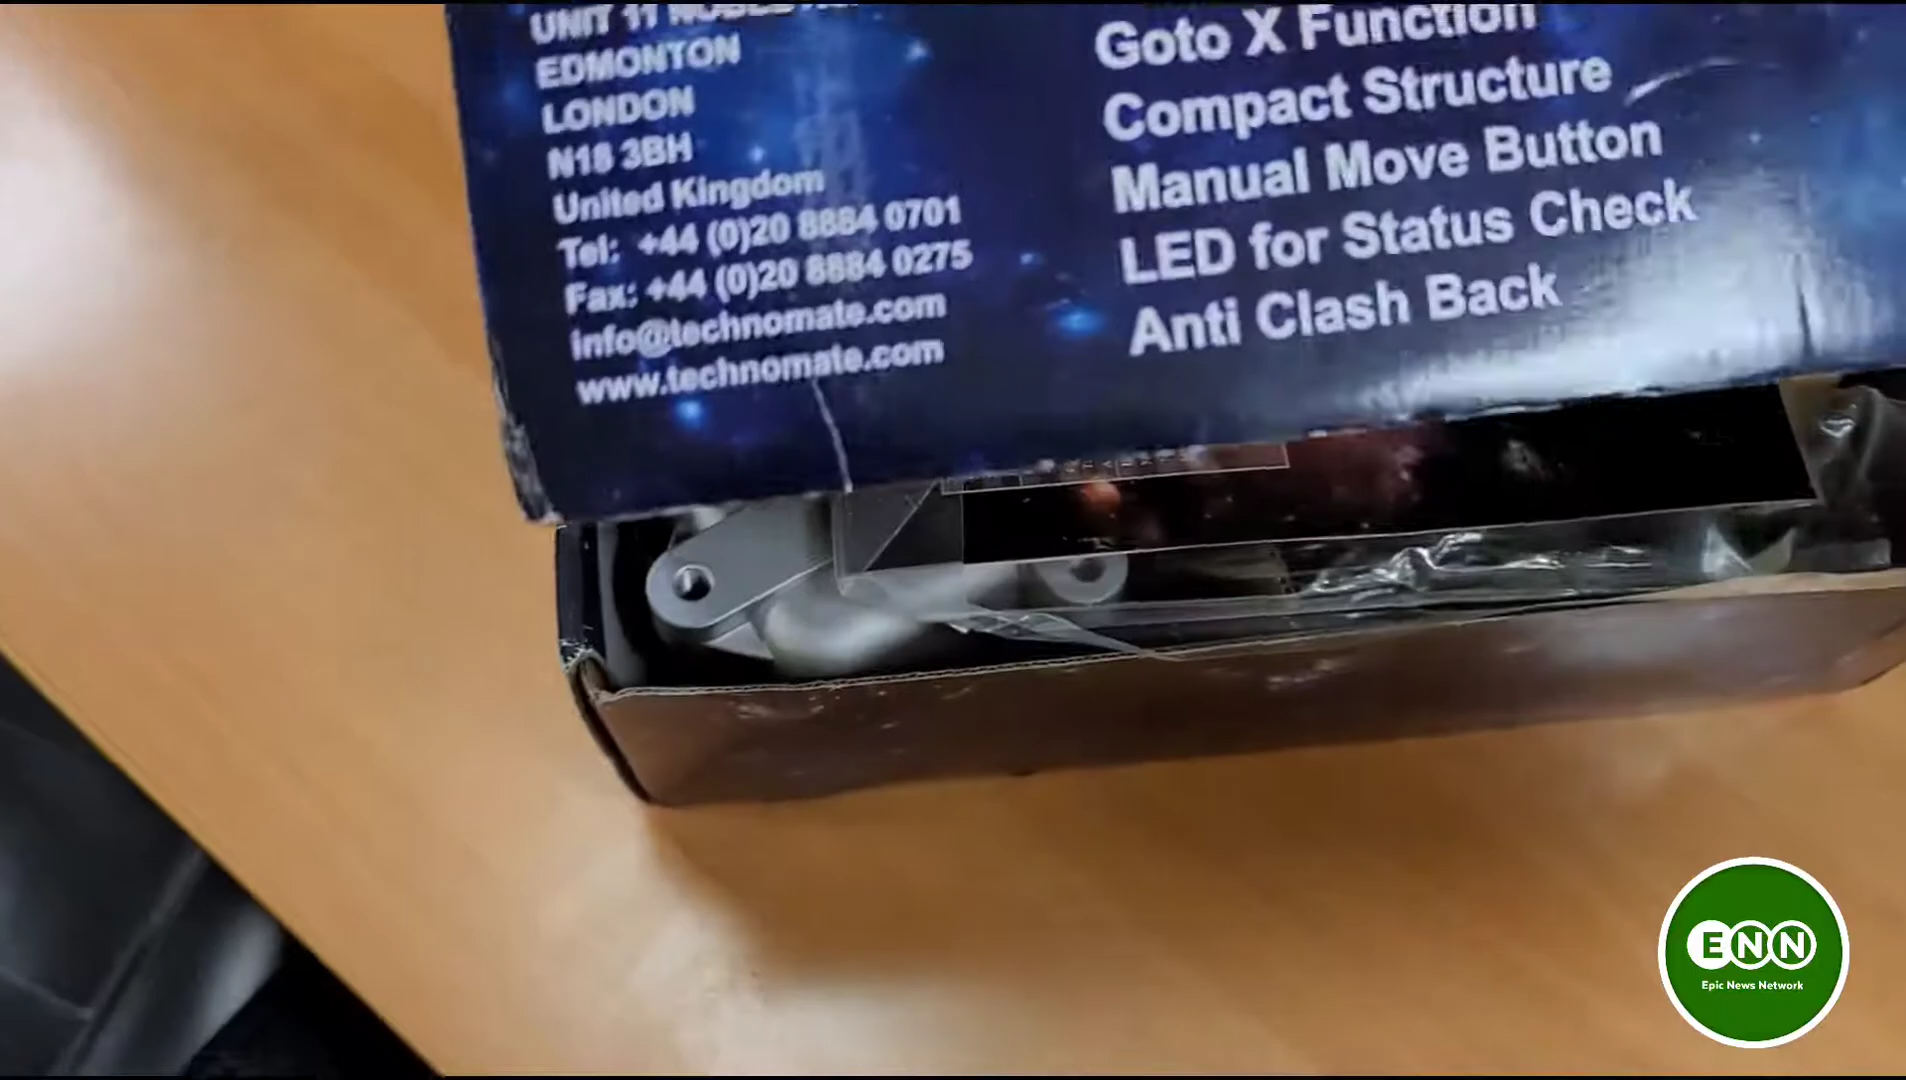 UNIT 11
EDMONTON
LONDON
N18 3BH
United Kingdom
Tel: +44 (0)20 8884 0701
Fax: +44 (0)20 8884 0275
info@technomate.com
www.technomate.com
Goto X Function
Compact Structure
Manual Move Button
LED for Status Check
Anti Clash Back
ENN
Epic News Network